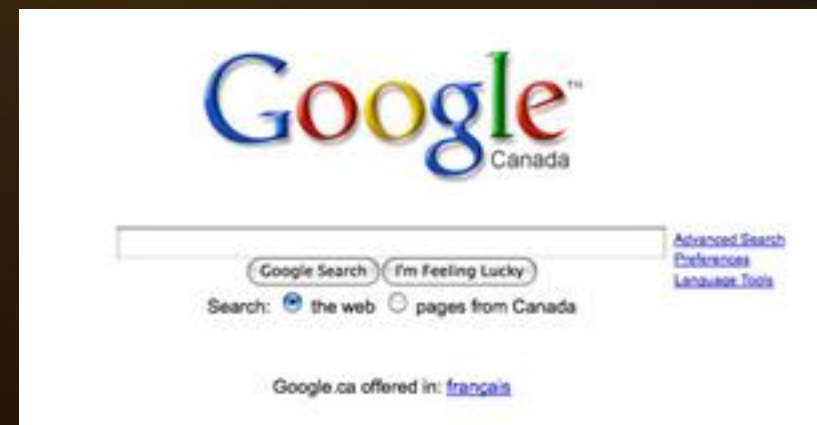 Google™
Canada
Advanced Search
Preferences
Language Tools
Google Search I'm Feeling Lucky
Search: the web pages from Canada
Google.ca offered in: français